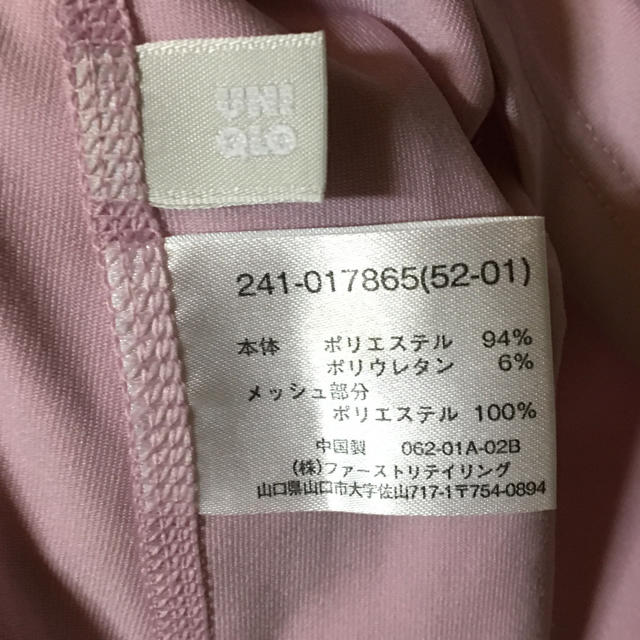 UNI
QLO
241-017865(52-01)
本体 ポリエステル 94%
ポリウレタン 6%
メッシュ部分
ポリエステル 100%
中国製 062-01A-02B
(株)ファーストリテイリング
山口県山口市大字佐山717-1〒754-0894